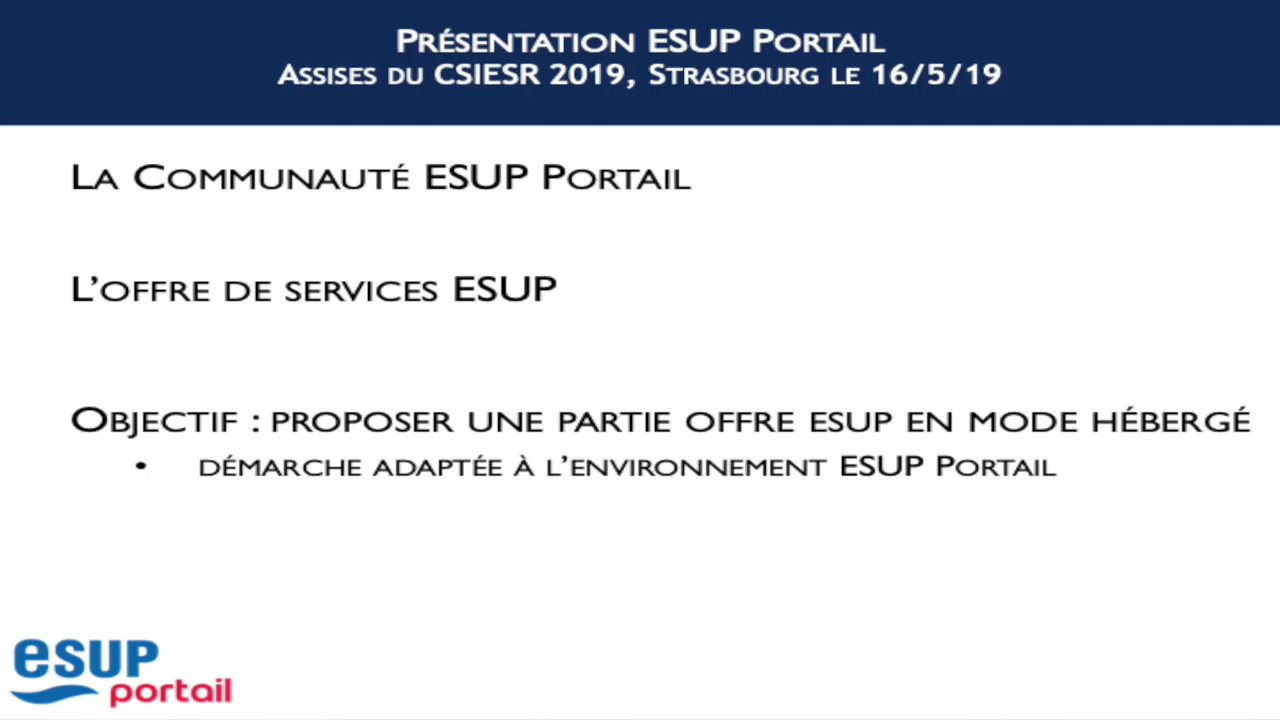 Présentation ESUP Portail
Assises du CSIESR 2019, Strasbourg le 16/5/19
La Communauté ESUP Portail
L’offre de services ESUP
Objectif : proposer une partie offre esup en mode hébergé
• démarche adaptée à l’environnement ESUP Portail
esup
portail